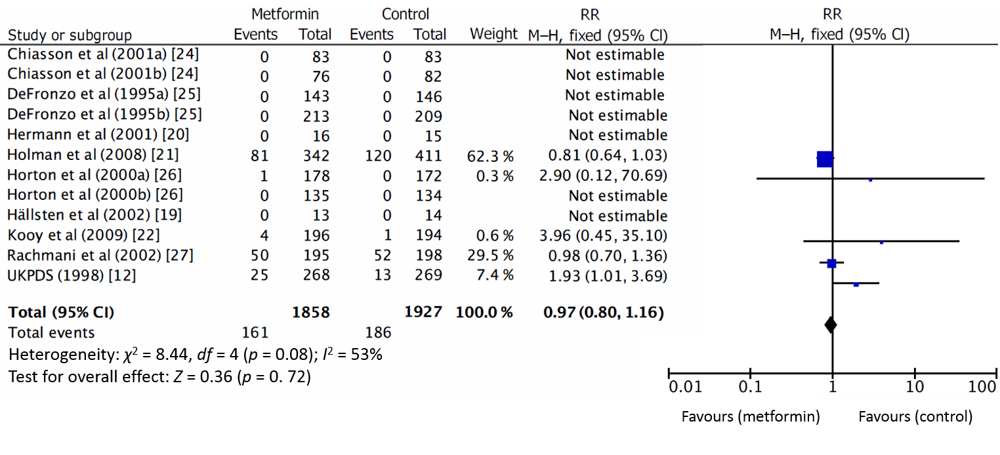 Metformin Control RR RR
Study or subgroup Events Total Events Total Weight M–H, fixed (95% CI) M–H, fixed (95% CI)
Chiasson et al (2001a) [24] 0 83 0 83 Not estimable
Chiasson et al (2001b) [24] 0 76 0 82 Not estimable
DeFronzo et al (1995a) [25] 0 143 0 146 Not estimable
DeFronzo et al (1995b) [25] 0 213 0 209 Not estimable
Hermann et al (2001) [20] 0 16 0 15 Not estimable
Holman et al (2008) [21] 81 342 120 411 62.3 % 0.81 (0.64, 1.03)
Horton et al (2000a) [26] 1 178 0 172 0.3 % 2.90 (0.12, 70.69)
Horton et al (2000b) [26] 0 135 0 134 Not estimable
Hällsten et al (2002) [19] 0 13 0 14 Not estimable
Kooy et al (2009) [22] 4 196 1 194 0.6 % 3.96 (0.45, 35.10)
Rachmani et al (2002) [27] 50 195 52 198 29.5 % 0.98 (0.70, 1.36)
UKPDS (1998) [12] 25 268 13 269 7.4 % 1.93 (1.01, 3.69)
Total (95% CI) 1858 1927 100.0 % 0.97 (0.80, 1.16)
Total events 161 186
Heterogeneity: χ² = 8.44, df = 4 (p = 0.08); I² = 53%
Test for overall effect: Z = 0.36 (p = 0. 72)
0.01 0.1 1 10 100
Favours (metformin) Favours (control)